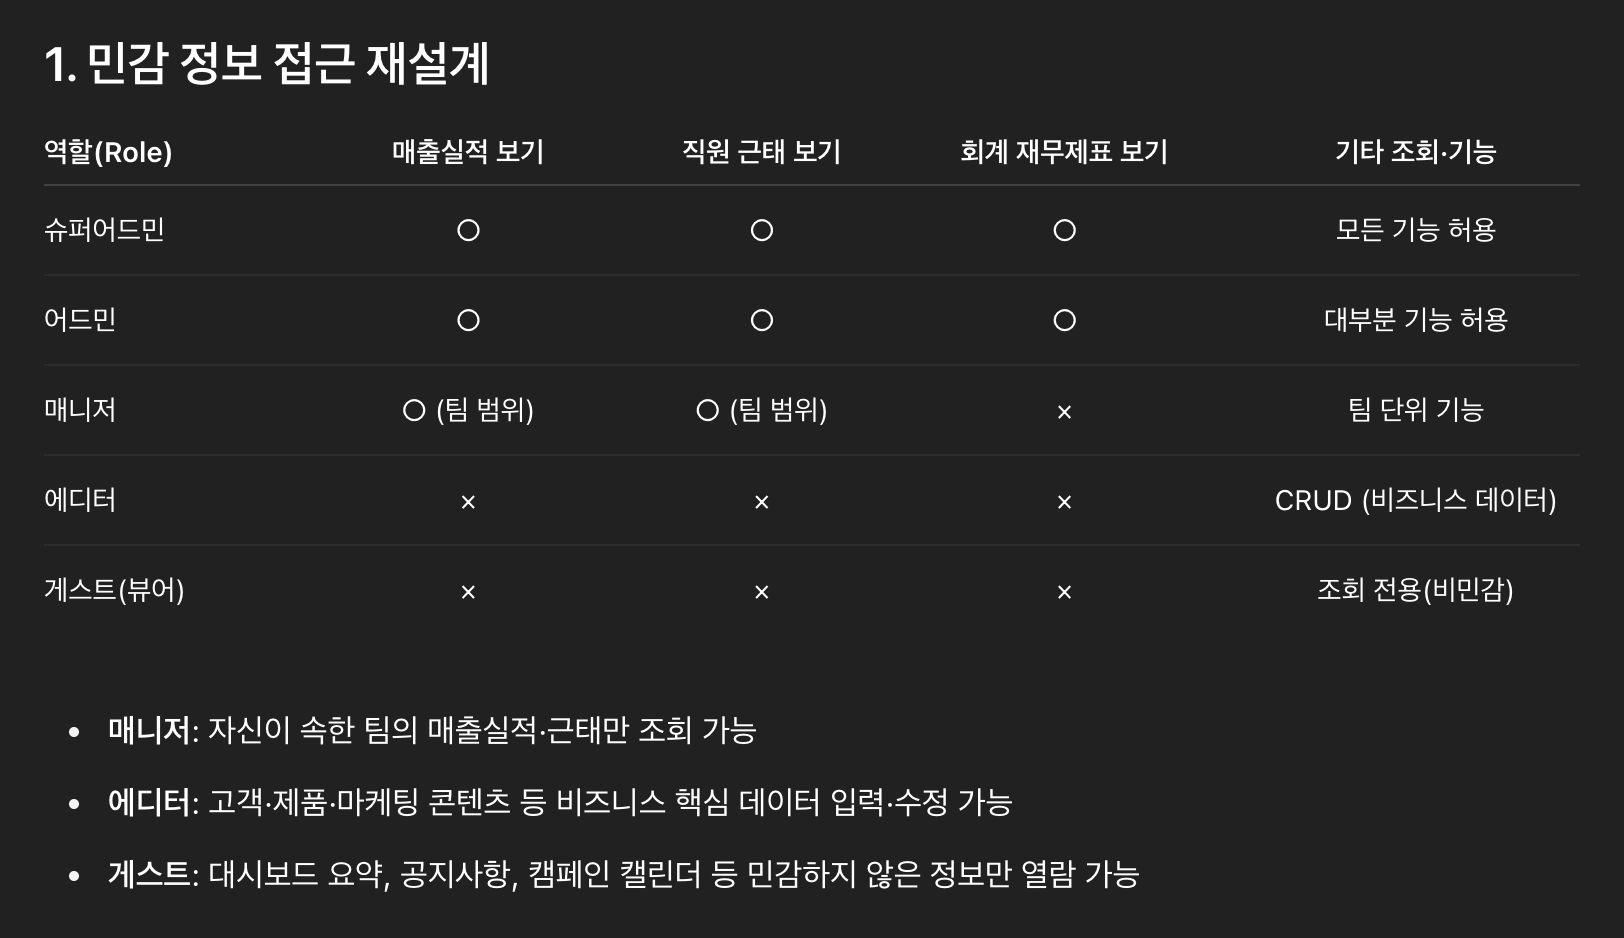 1. 민감 정보 접근 재설계
역할(Role) 매출실적 보기 직원 근태 보기 회계 재무제표 보기 기타 조회·기능
슈퍼어드민 ○ ○ ○ 모든 기능 허용
어드민 ○ ○ ○ 대부분 기능 허용
매니저 ○ (팀 범위) ○ (팀 범위) × 팀 단위 기능
에디터 × × × CRUD (비즈니스 데이터)
게스트(뷰어) × × × 조회 전용(비민감)
• 매니저: 자신이 속한 팀의 매출실적·근태만 조회 가능
• 에디터: 고객·제품·마케팅 콘텐츠 등 비즈니스 핵심 데이터 입력·수정 가능
• 게스트: 대시보드 요약, 공지사항, 캠페인 캘린더 등 민감하지 않은 정보만 열람 가능